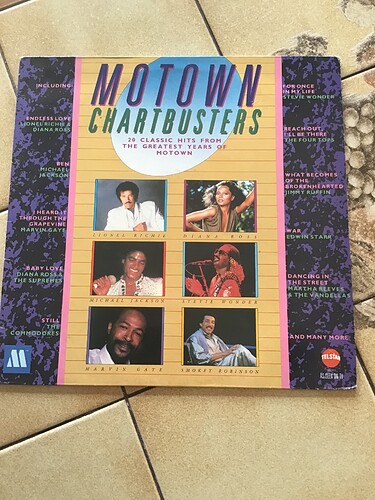 MOTOWN
CHARTBUSTERS
20 CLASSIC HITS FROM
THE GREATEST YEARS OF
MOTOWN
INCLUDING
ENDLESS LOVE
LIONEL RICHIE &
DIANA ROSS
BEN
MICHAEL
JACKSON
I HEARD IT
THROUGH THE
GRAPEVINE
MARVIN GAYE
BABY LOVE
DIANA ROSS &
THE SUPREMES
STILL
THE
COMMODORES
LIONEL RICHIE
DIANA ROSS
MICHAEL JACKSON
STEVIE WONDER
MARVIN GAYE
SMOKEY ROBINSON
FOR ONCE
IN MY LIFE
STEVIE WONDER
REACH OUT,
I'LL BE THERE
THE FOUR TOPS
WHAT BECOMES
OF THE
BROKENHEARTED
JIMMY RUFFIN
WAR
EDWIN STARR
DANCING IN
THE STREET
MARTHA REEVES
& THE VANDELLAS
AND MANY MORE
M
TELSTAR